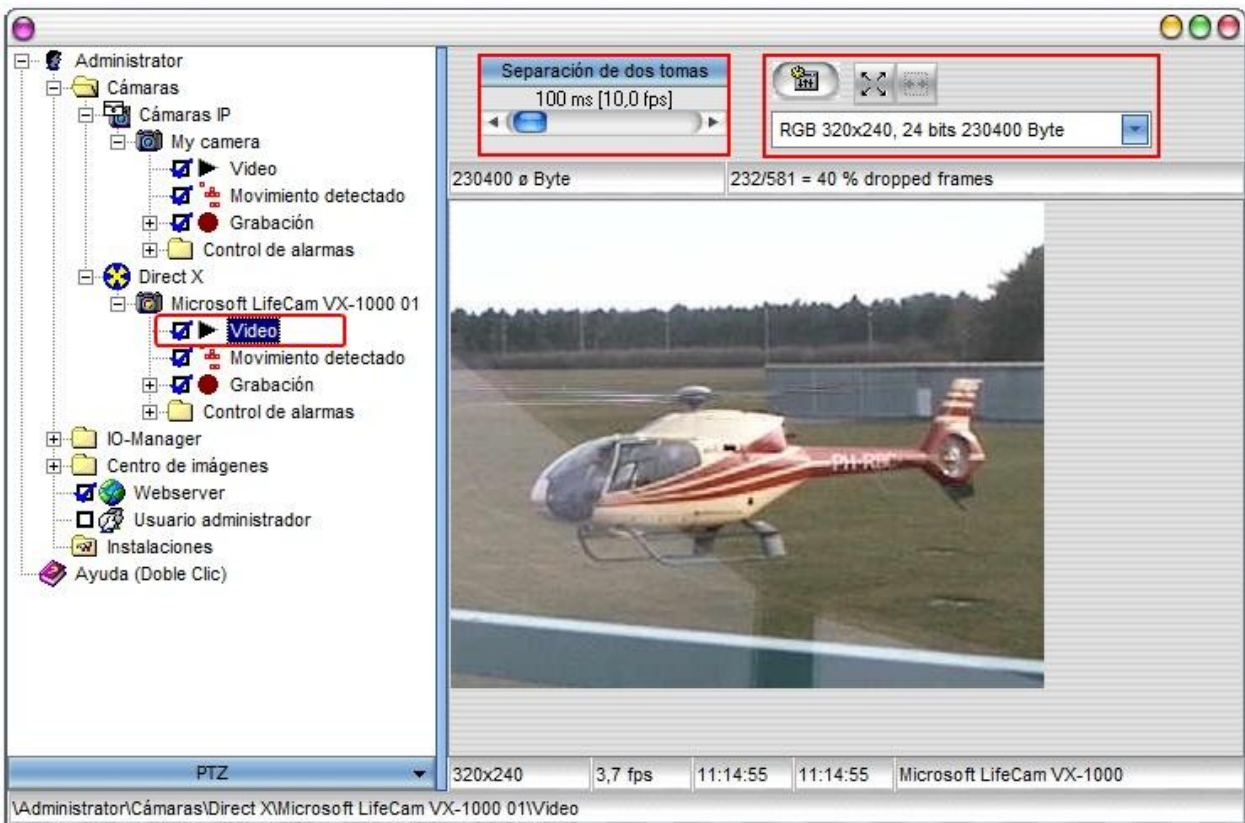 Administrator
Cámaras
Cámaras IP
My camera
Video
Movimiento detectado
Grabación
Control de alarmas
Direct X
Microsoft LifeCam VX-1000 01
Video
Movimiento detectado
Grabación
Control de alarmas
IO-Manager
Centro de imágenes
Webserver
Usuario administrador
Instalaciones
Ayuda (Doble Clic)
PTZ
Separación de dos tomas
100 ms [10,0 fps]
RGB 320x240, 24 bits 230400 Byte
230400 ø Byte
232/581 = 40 % dropped frames
320x240
3,7 fps
11:14:55
11:14:55
Microsoft LifeCam VX-1000
\Administrator\Cámaras\Direct X\Microsoft LifeCam VX-1000 01\Video